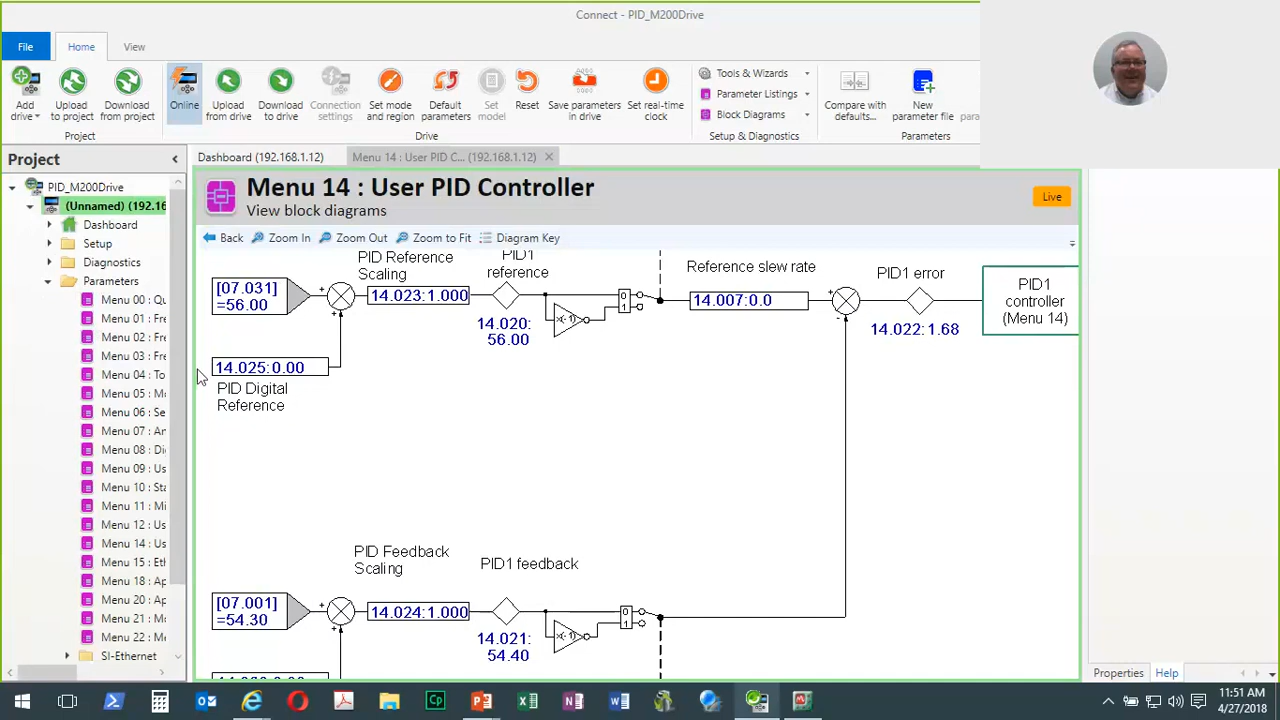 Connect - PID_M200Drive
File
Home
View
Add drive
Upload to project
Download from project
Online
Upload from drive
Download to drive
Connection settings
Set mode and region
Default parameters
Set model
Reset
Save parameters in drive
Set real-time clock
Tools & Wizards
Parameter Listings
Block Diagrams
Compare with defaults...
New parameter file
Project
Drive
Setup & Diagnostics
Parameters
Project
Dashboard (192.168.1.12)
Menu 14 : User PID C... (192.168.1.12)
PID_M200Drive
(Unnamed) (192.16
Dashboard
Setup
Diagnostics
Parameters
Menu 00 : Qu
Menu 01 : Fre
Menu 02 : Fre
Menu 03 : Fre
Menu 04 : To
Menu 05 : Mo
Menu 06 : Se
Menu 07 : An
Menu 08 : Di
Menu 09 : Us
Menu 10 : Sta
Menu 11 : Mi
Menu 12 : Us
Menu 14 : Us
Menu 15 : Eth
Menu 18 : Ap
Menu 20 : Ap
Menu 21 : Mo
Menu 22 : Me
SI-Ethernet
Menu 14 : User PID Controller
View block diagrams
Live
Back
Zoom In
Zoom Out
Zoom to Fit
Diagram Key
PID Reference Scaling
PID1 reference
Reference slew rate
PID1 error
[07.031]
=56.00
14.023:1.000
14.020:
56.00
0
1
14.007:0.0
14.022:1.68
PID1
controller
(Menu 14)
14.025:0.00
PID Digital
Reference
PID Feedback
Scaling
PID1 feedback
[07.001]
=54.30
14.024:1.000
14.021:
54.40
0
1
Properties
Help
11:51 AM
4/27/2018